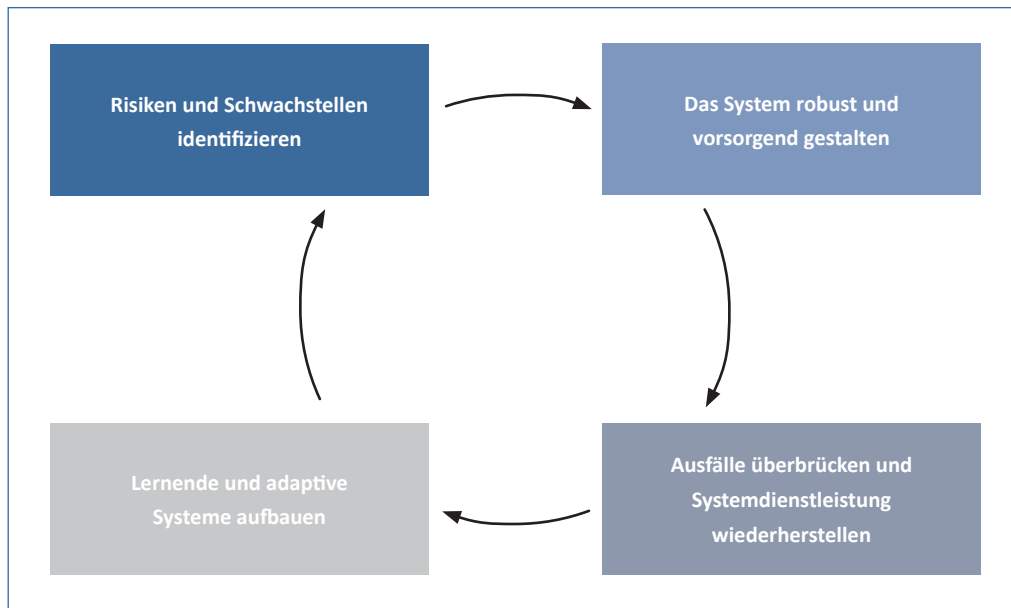 Risiken und Schwachstellen
identifizieren
Das System robust und
vorsorgend gestalten
Ausfälle überbrücken und
Systemdienstleistung
wiederherstellen
Lernende und adaptive
Systeme aufbauen